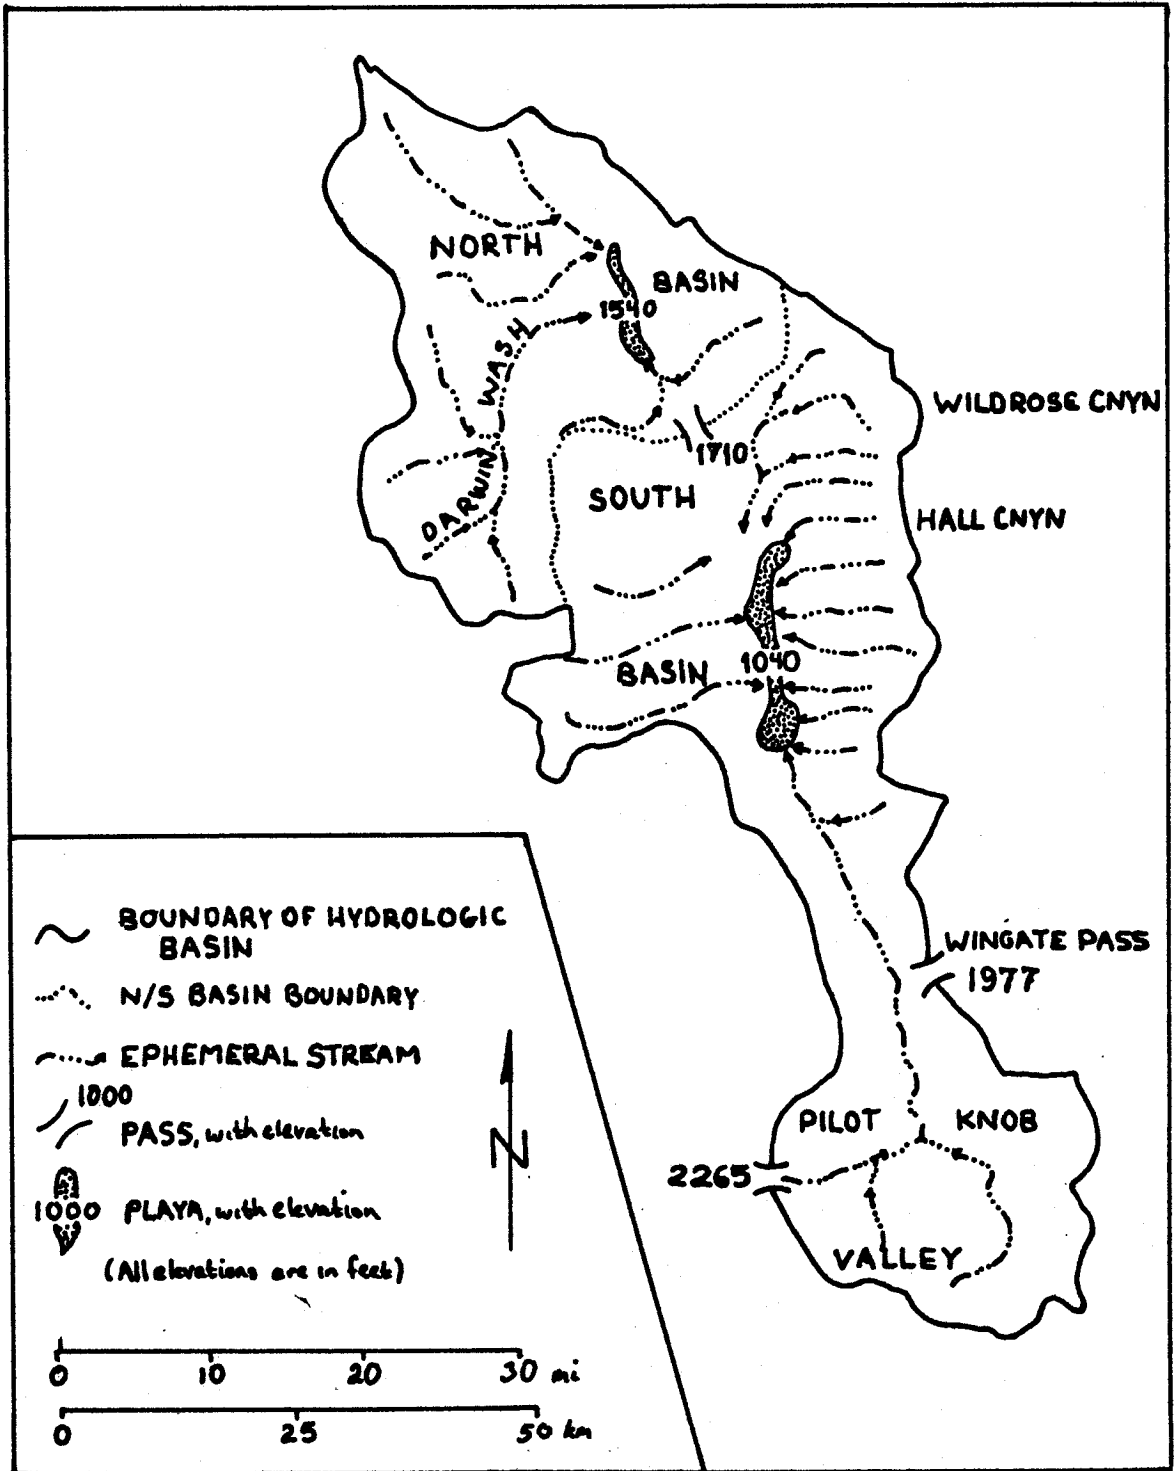 NORTH
BASIN
1540
DARWIN WASH
WILDROSE CNYN
1710
SOUTH
HALL CNYN
BASIN
1040
WINGATE PASS
1977
PILOT KNOB
2265
VALLEY
BOUNDARY OF HYDROLOGIC
BASIN
N/S BASIN BOUNDARY
EPHEMERAL STREAM
1000
PASS, with elevation
1000 PLAYA, with elevation
(All elevations are in feet)
N
0 10 20 30 mi
0 25 50 km